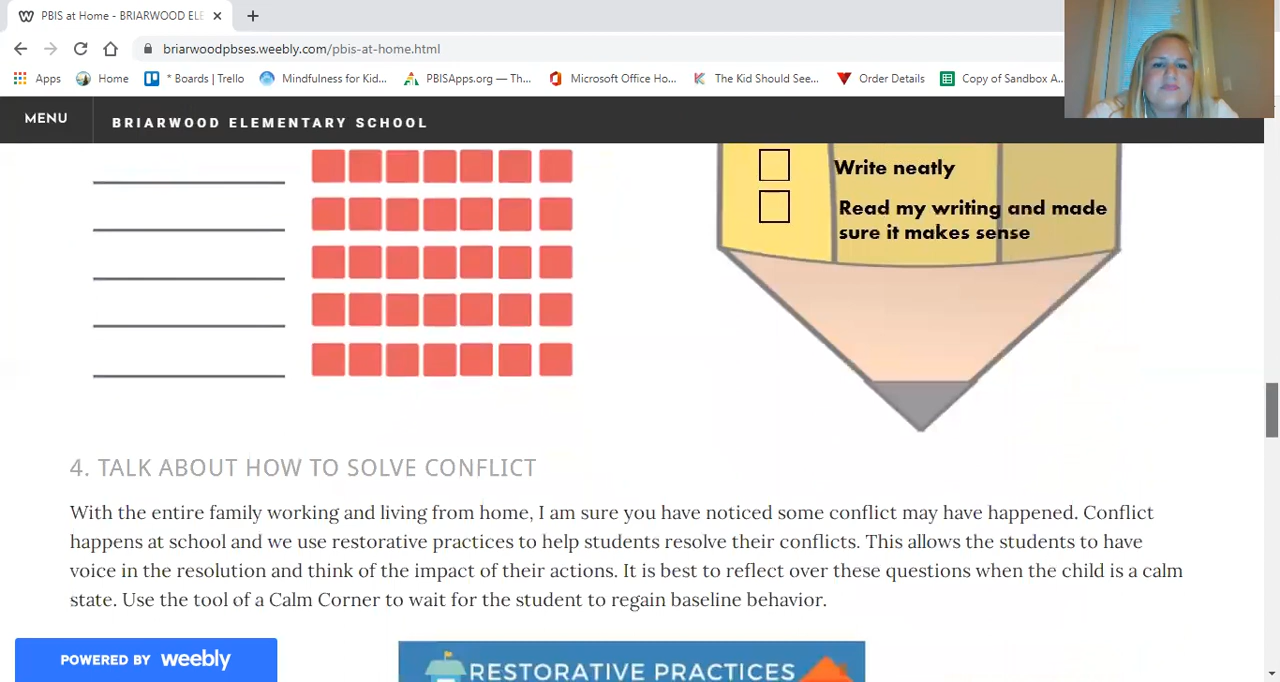 PBIS at Home - BRIARWOOD ELE
briarwoodpbses.weebly.com/pbis-at-home.html
Apps Home * Boards | Trello Mindfulness for Kid... PBISApps.org — Th... Microsoft Office Ho... The Kid Should See... Order Details Copy of Sandbox A...
MENU BRIARWOOD ELEMENTARY SCHOOL
Write neatly
Read my writing and made
sure it makes sense
4. TALK ABOUT HOW TO SOLVE CONFLICT
With the entire family working and living from home, I am sure you have noticed some conflict may have happened. Conflict
happens at school and we use restorative practices to help students resolve their conflicts. This allows the students to have
voice in the resolution and think of the impact of their actions. It is best to reflect over these questions when the child is a calm
state. Use the tool of a Calm Corner to wait for the student to regain baseline behavior.
POWERED BY weebly
RESTORATIVE PRACTICES